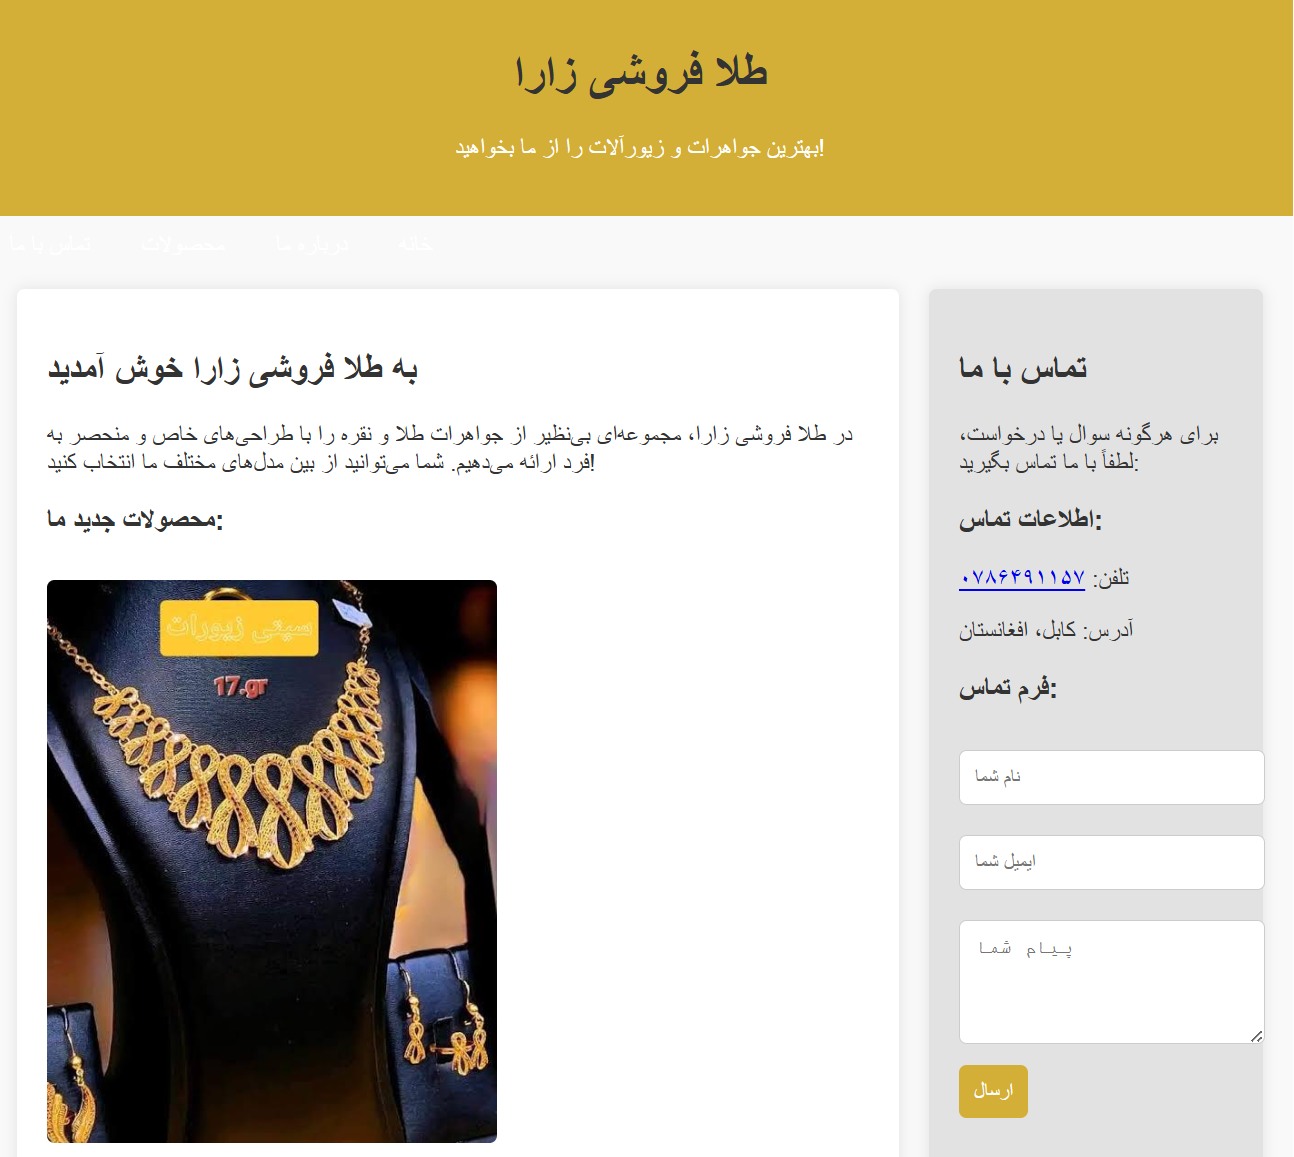 طلا فروشی زارا
بهترین جواهرات و زیورآلات را از ما بخواهید!
خانه
درباره ما
محصولات
تماس با ما
به طلا فروشی زارا خوش آمدید
در طلا فروشی زارا، مجموعه‌ای بی‌نظیر از جواهرات طلا و نقره را با طراحی‌های خاص و منحصر به
فرد ارائه می‌دهیم. شما می‌توانید از بین مدل‌های مختلف ما انتخاب کنید!
محصولات جدید ما:
سیتی زیورات
17.gr
تماس با ما
برای هرگونه سوال یا درخواست،
لطفاً با ما تماس بگیرید:
اطلاعات تماس:
تلفن: ۰۷۸۶۴۹۱۱۵۷
آدرس: کابل، افغانستان
فرم تماس:
نام شما
ایمیل شما
پیام شما
ارسال